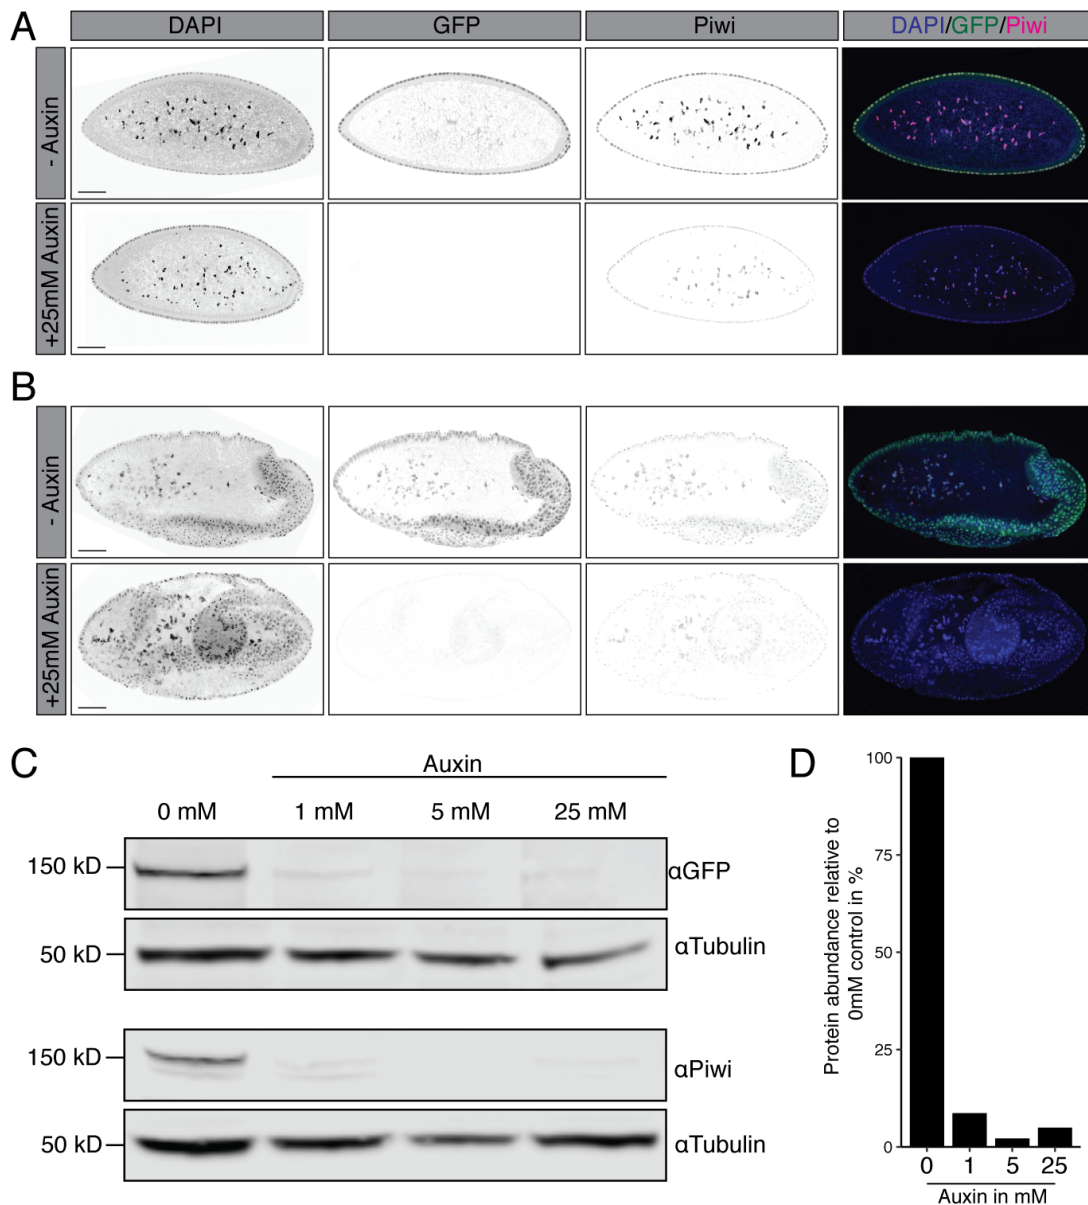 A
DAPI
GFP
Piwi
DAPI/GFP/Piwi
- Auxin
+25mM Auxin
B
- Auxin
+25mM Auxin
C
Auxin
0 mM
1 mM
5 mM
25 mM
150 kD
αGFP
50 kD
αTubulin
150 kD
αPiwi
50 kD
αTubulin
D
Protein abundance relative to
0mM control in %
100
75
50
25
0
0
1
5
25
Auxin in mM